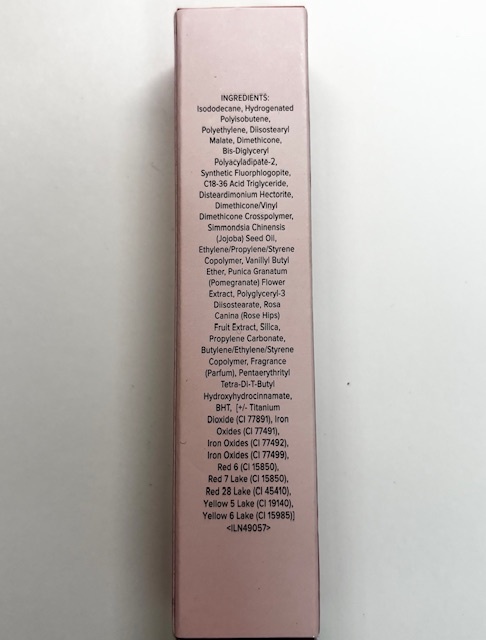 INGREDIENTS:
Isododecane, Hydrogenated
Polyisobutene,
Polyethylene, Diisostearyl
Malate, Dimethicone,
Bis-Diglyceryl
Polyacyladipate-2,
Synthetic Fluorphlogopite,
C18-36 Acid Triglyceride,
Disteardimonium Hectorite,
Dimethicone/Vinyl
Dimethicone Crosspolymer,
Simmondsia Chinensis
(Jojoba) Seed Oil,
Ethylene/Propylene/Styrene
Copolymer, Vanillyl Butyl
Ether, Punica Granatum
(Pomegranate) Flower
Extract, Polyglyceryl-3
Diisostearate, Rosa
Canina (Rose Hips)
Fruit Extract, Silica,
Propylene Carbonate,
Butylene/Ethylene/Styrene
Copolymer, Fragrance
(Parfum), Pentaerythrityl
Tetra-Di-T-Butyl
Hydroxyhydrocinnamate,
BHT, [+/- Titanium
Dioxide (CI 77891), Iron
Oxides (CI 77491),
Iron Oxides (CI 77492),
Iron Oxides (CI 77499),
Red 6 (CI 15850),
Red 7 Lake (CI 15850),
Red 28 Lake (CI 45410),
Yellow 5 Lake (CI 19140),
Yellow 6 Lake (CI 15985)]
<ILN49057>